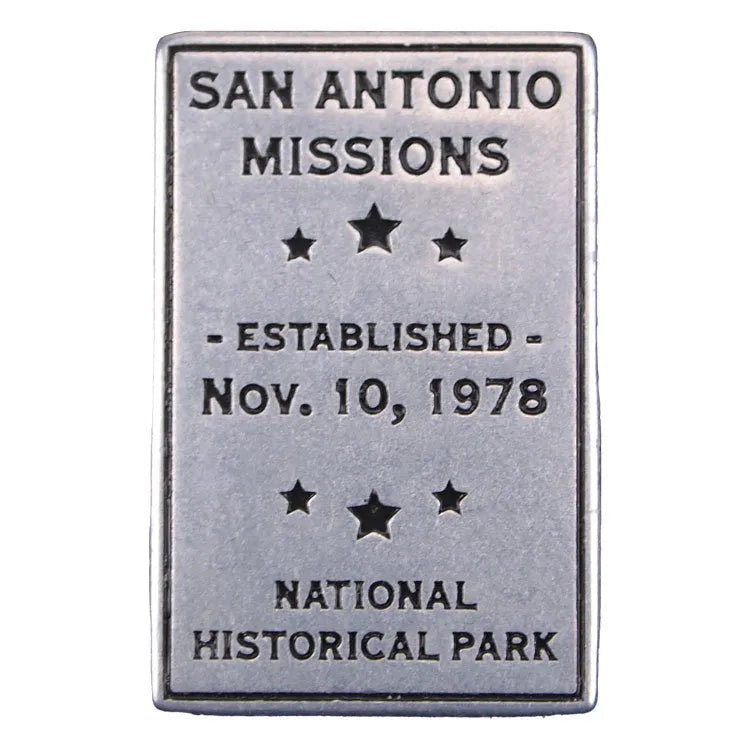 SAN ANTONIO
MISSIONS
- ESTABLISHED -
NOV. 10, 1978
NATIONAL
HISTORICAL PARK